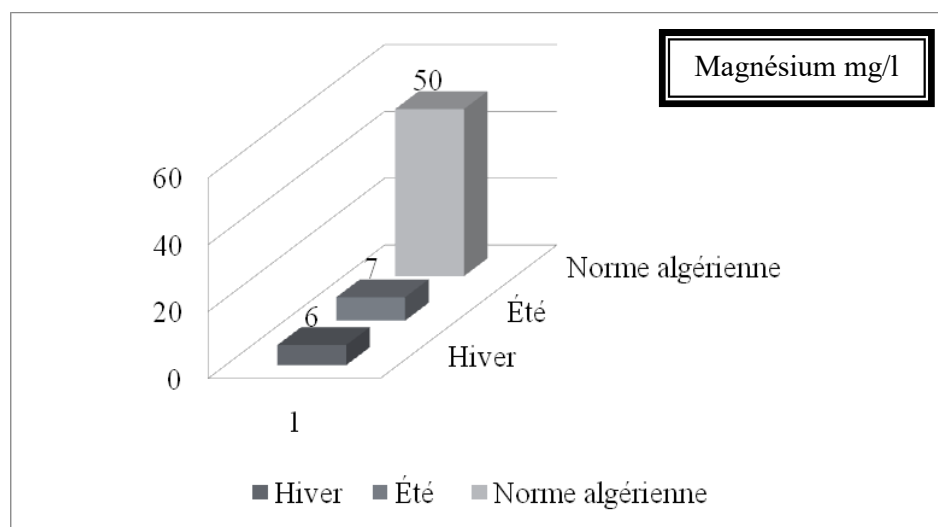 Magnésium mg/l
50
60
40
20
0
7
6
Norme algérienne
Été
Hiver
1
Hiver Été Norme algérienne